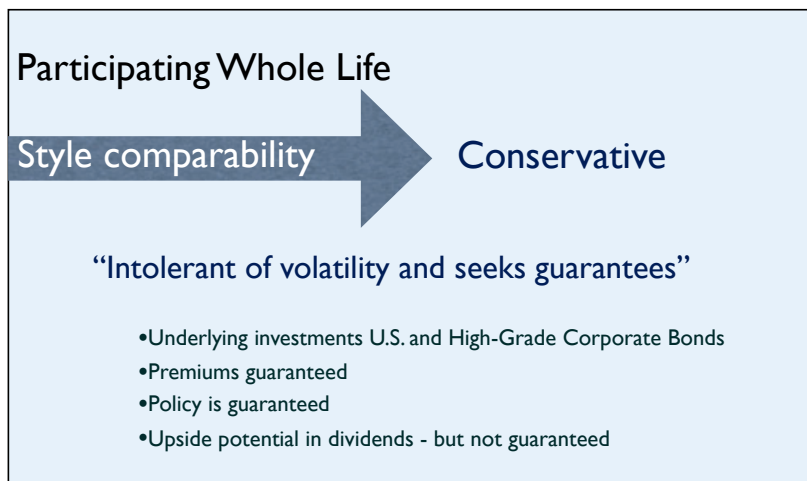 Participating Whole Life
Style comparability
Conservative
“Intolerant of volatility and seeks guarantees”
•Underlying investments U.S. and High-Grade Corporate Bonds
•Premiums guaranteed
•Policy is guaranteed
•Upside potential in dividends - but not guaranteed